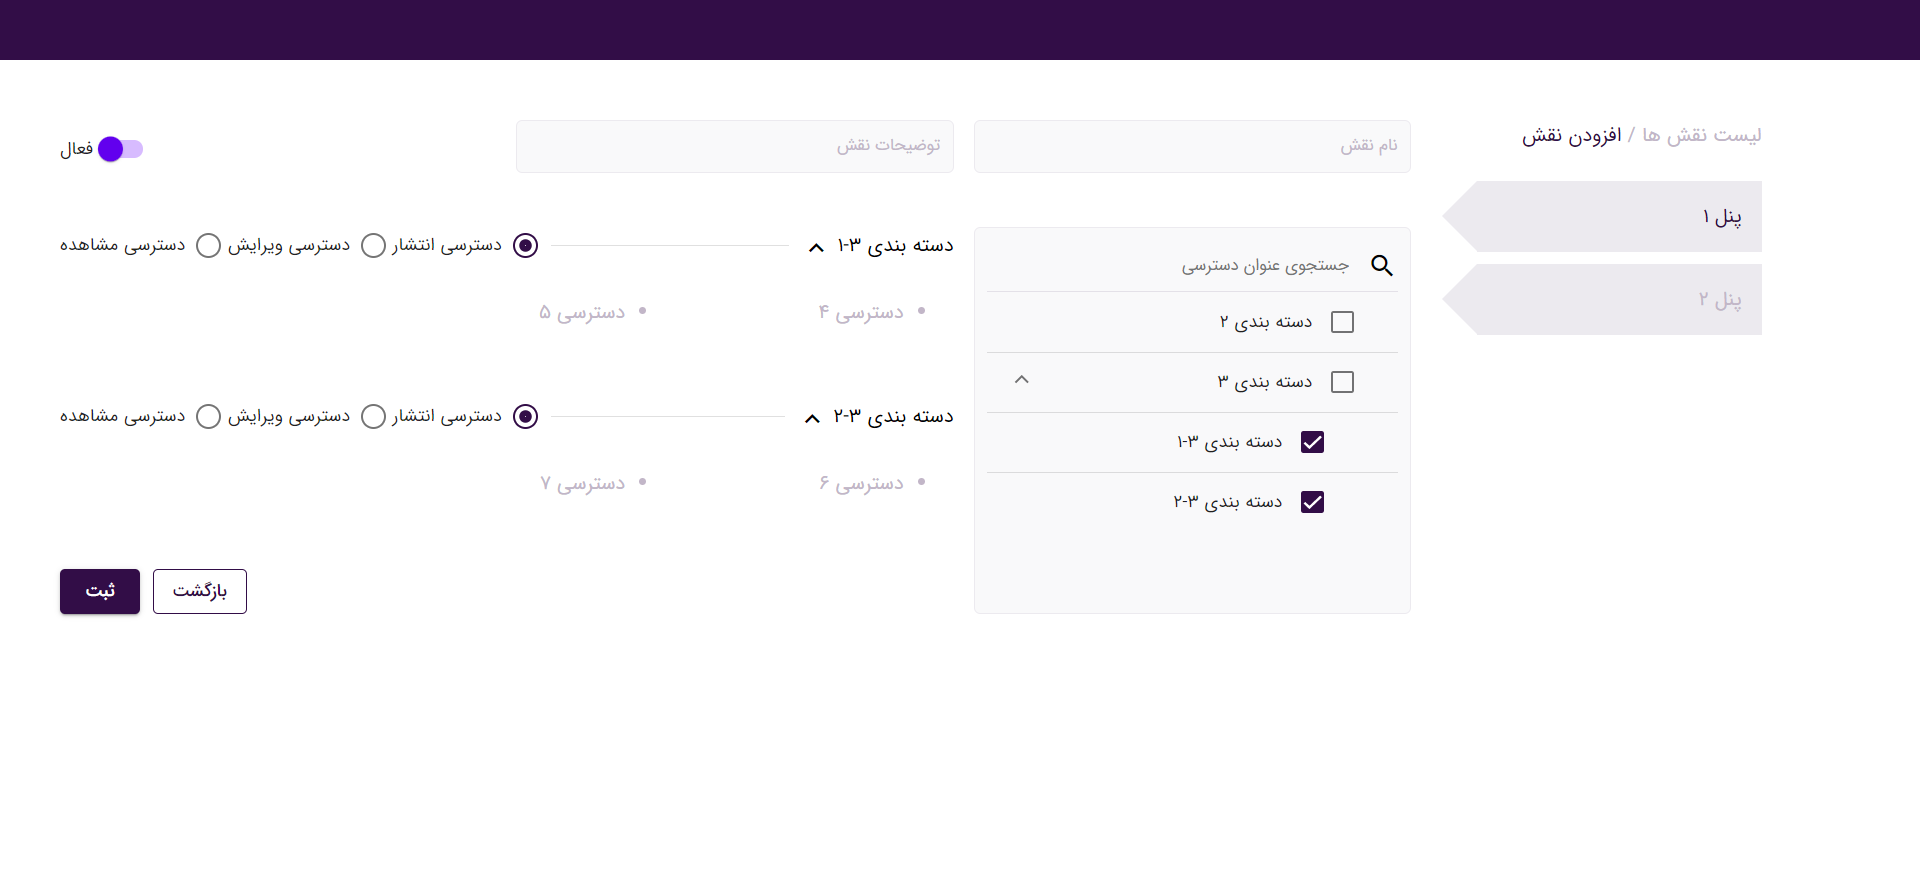 لیست نقش ها / افزودن نقش
پنل ۱
پنل ۲
نام نقش
توضیحات نقش
فعال
جستجوی عنوان دسترسی
دسته بندی ۲
دسته بندی ۳
دسته بندی ۳-۱
دسته بندی ۳-۲
دسته بندی ۳-۱
دسترسی انتشار
دسترسی ویرایش
دسترسی مشاهده
دسترسی ۴
دسترسی ۵
دسته بندی ۳-۲
دسترسی انتشار
دسترسی ویرایش
دسترسی مشاهده
دسترسی ۶
دسترسی ۷
بازگشت
ثبت